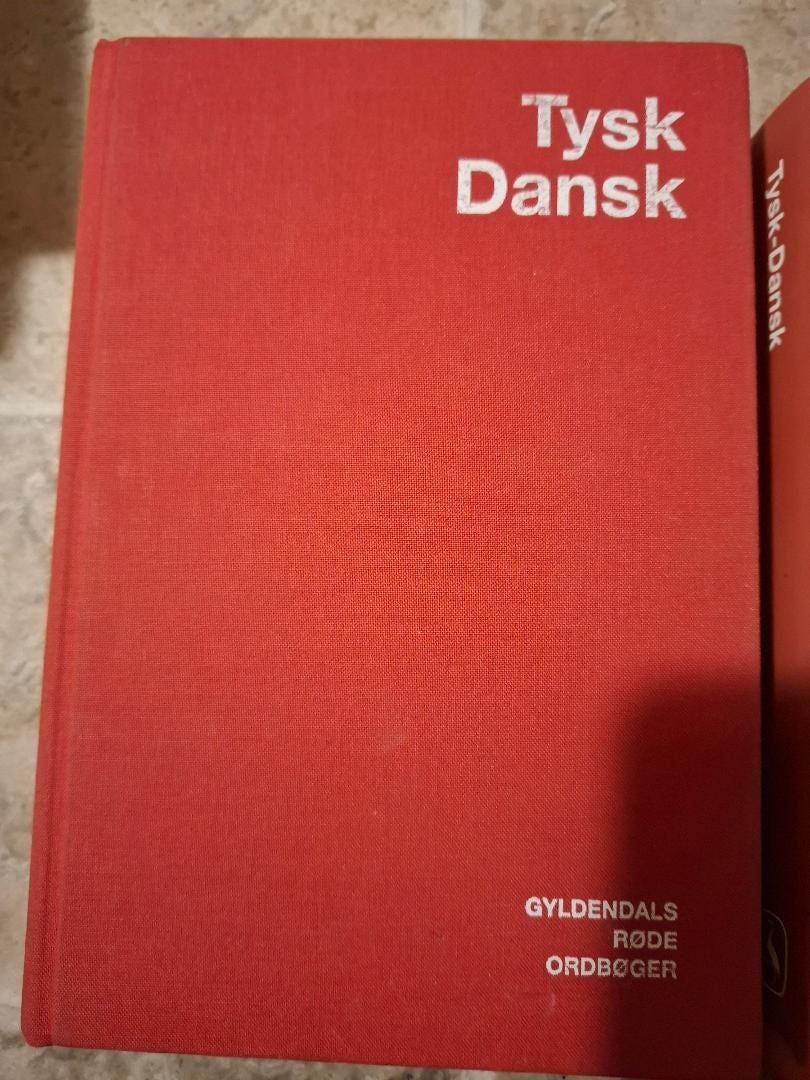 Tysk
Dansk
Tysk-Dansk
GYLDENDALS
RØDE
ORDBØGER